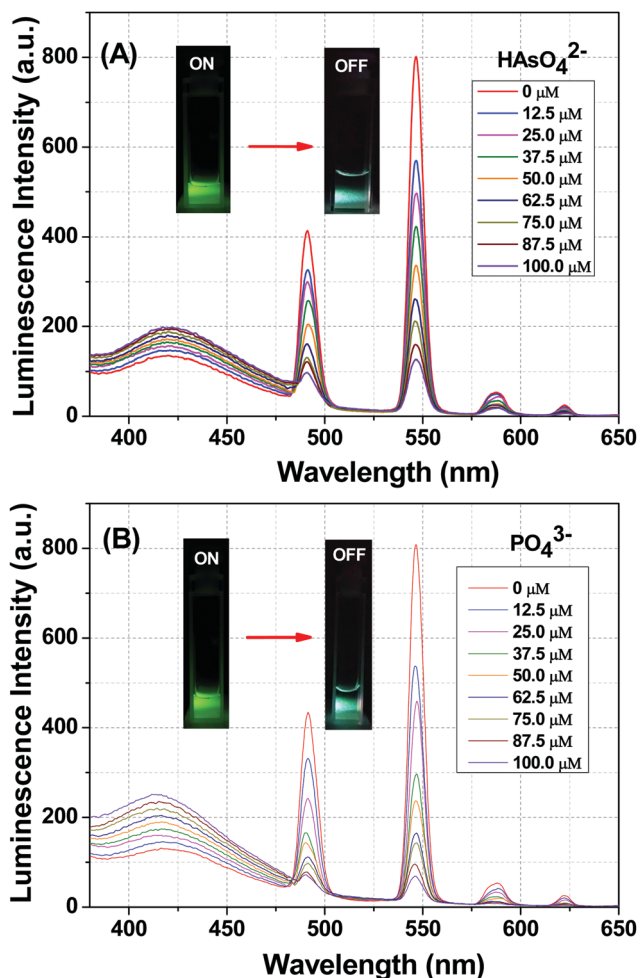 (A)
ON
OFF
HAsO₄²⁻
0 μM
12.5 μM
25.0 μM
37.5 μM
50.0 μM
62.5 μM
75.0 μM
87.5 μM
100.0 μM
Luminescence Intensity (a.u.)
800
600
400
200
0
400 450 500 550 600 650
Wavelength (nm)
(B)
ON
OFF
PO₄³⁻
0 μM
12.5 μM
25.0 μM
37.5 μM
50.0 μM
62.5 μM
75.0 μM
87.5 μM
100.0 μM
Luminescence Intensity (a.u.)
800
600
400
200
0
400 450 500 550 600 650
Wavelength (nm)